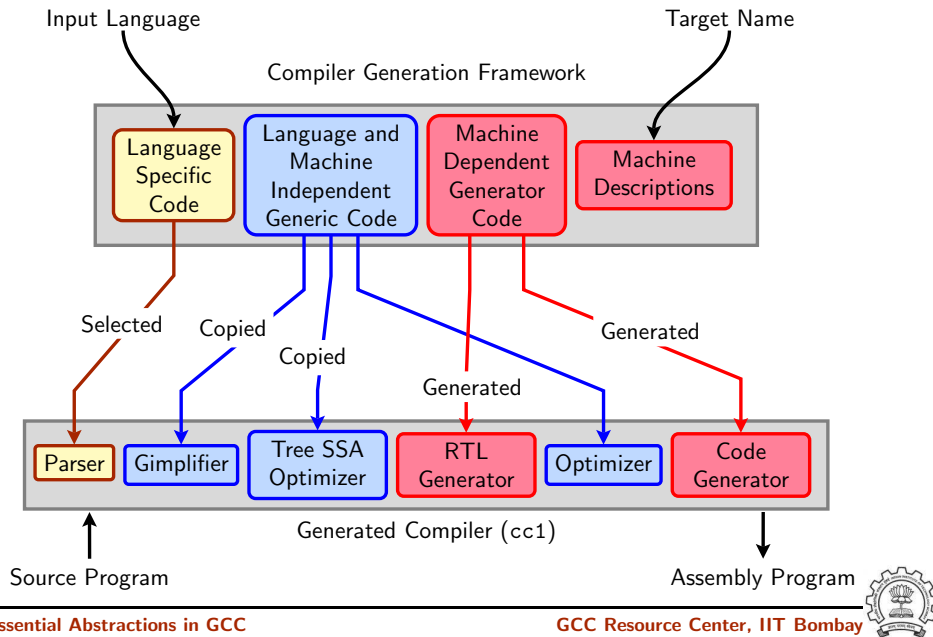 Input Language
Target Name
Compiler Generation Framework
Language
Specific
Code
Language and
Machine
Independent
Generic Code
Machine
Dependent
Generator
Code
Machine
Descriptions
Selected
Copied
Copied
Generated
Generated
Parser
Gimplifier
Tree SSA
Optimizer
RTL
Generator
Optimizer
Code
Generator
Generated Compiler (cc1)
Source Program
Assembly Program
ssential Abstractions in GCC
GCC Resource Center, IIT Bombay